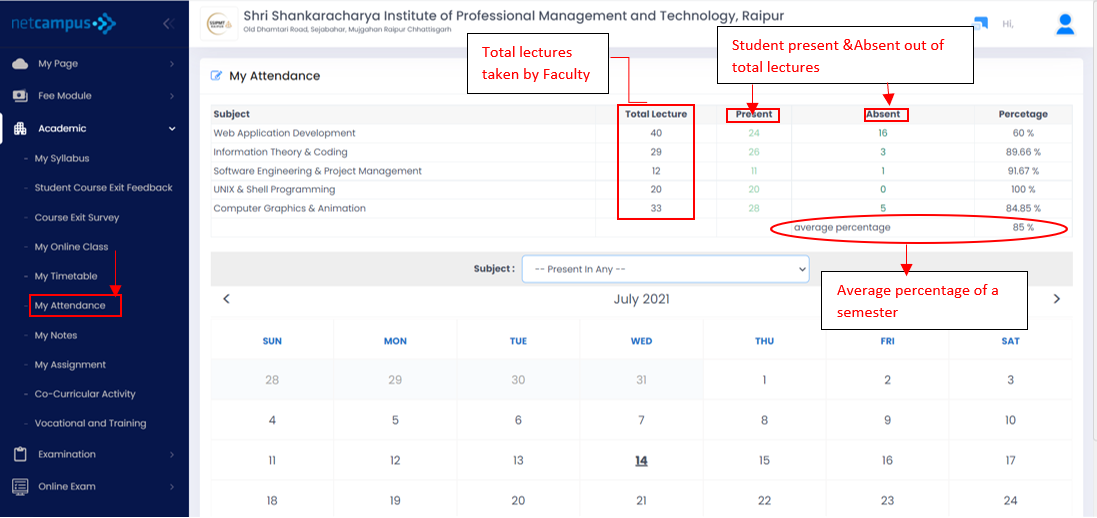 netcampus
Shri Shankaracharya Institute of Professional Management and Technology, Raipur
Old Dhamtari Road, Sejabahar, Mujgahan Raipur Chhattisgarh
Hi,
SSIPMT
Total lectures
taken by Faculty
Student present &Absent out of
total lectures
My Page
Fee Module
Academic
My Syllabus
Student Course Exit Feedback
Course Exit Survey
My Online Class
My Timetable
My Attendance
My Notes
My Assignment
Co-Curricular Activity
Vocational and Training
Examination
Online Exam
My Attendance
Subject Total Lecture Present Absent Percetage
Web Application Development 40 24 16 60 %
Information Theory & Coding 29 26 3 89.66 %
Software Engineering & Project Management 12 11 1 91.67 %
UNIX & Shell Programming 20 20 0 100 %
Computer Graphics & Animation 33 28 5 84.85 %
average percentage 85 %
Average percentage of a
semester
Subject : -- Present In Any --
July 2021
SUN MON TUE WED THU FRI SAT
28 29 30 31 1 2 3
4 5 6 7 8 9 10
11 12 13 14 15 16 17
18 19 20 21 22 23 24